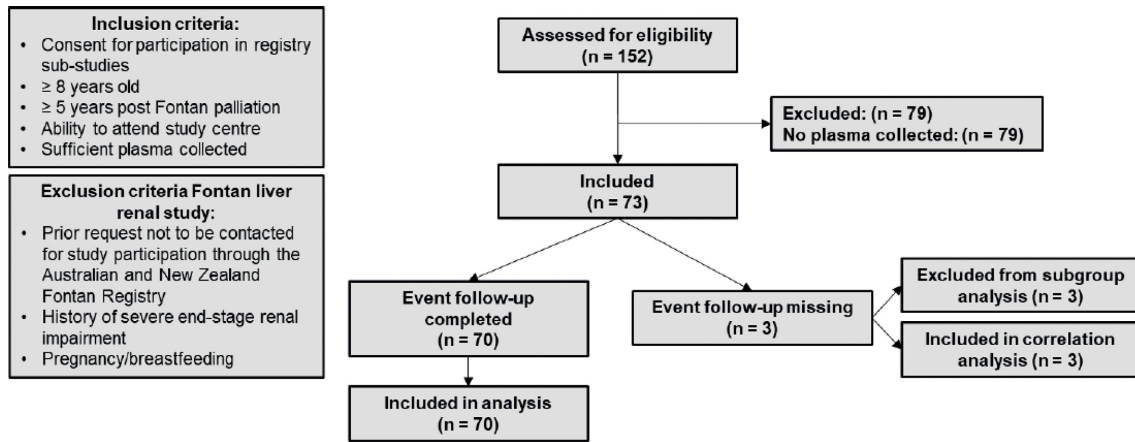 Inclusion criteria:
• Consent for participation in registry
sub-studies
• ≥ 8 years old
• ≥ 5 years post Fontan palliation
• Ability to attend study centre
• Sufficient plasma collected
Exclusion criteria Fontan liver
renal study:
• Prior request not to be contacted
for study participation through the
Australian and New Zealand
Fontan Registry
• History of severe end-stage renal
impairment
• Pregnancy/breastfeeding
Assessed for eligibility
(n = 152)
Excluded: (n = 79)
No plasma collected: (n = 79)
Included
(n = 73)
Event follow-up
completed
(n = 70)
Event follow-up missing
(n = 3)
Excluded from subgroup
analysis (n = 3)
Included in correlation
analysis (n = 3)
Included in analysis
(n = 70)